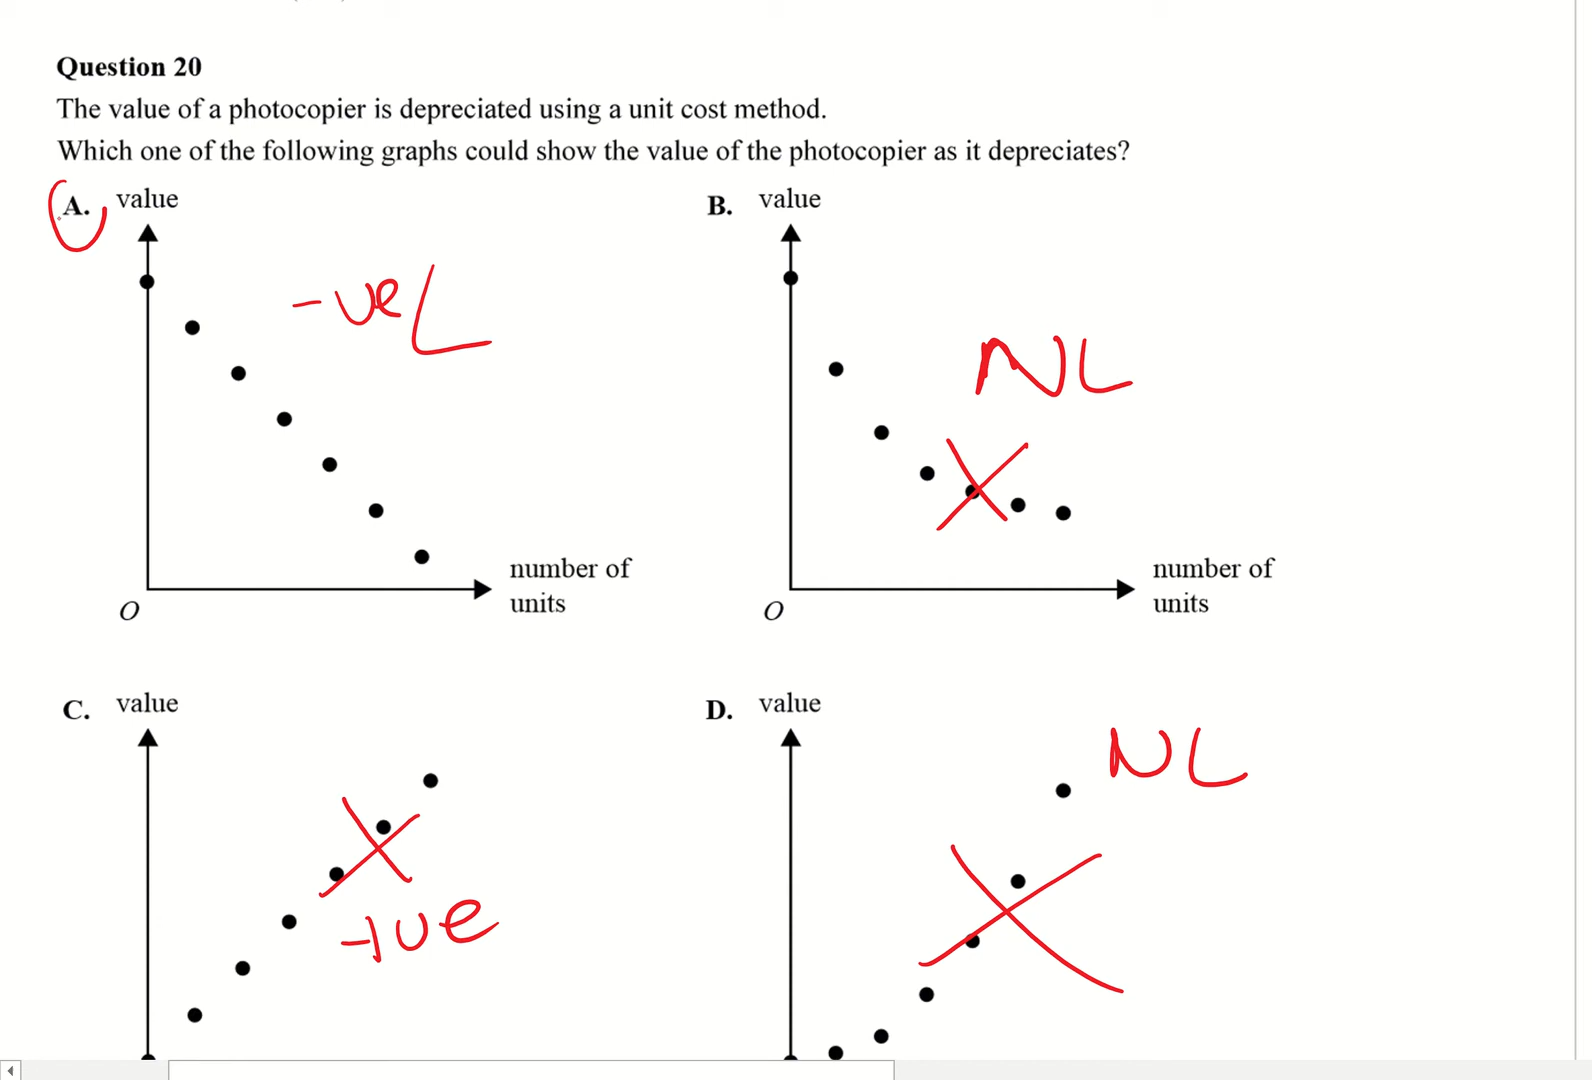 Question 20
The value of a photocopier is depreciated using a unit cost method.
Which one of the following graphs could show the value of the photocopier as it depreciates?
A. value
-ve L
number of
units
O
B. value
NL
number of
units
O
C. value
+ve
D. value
NL